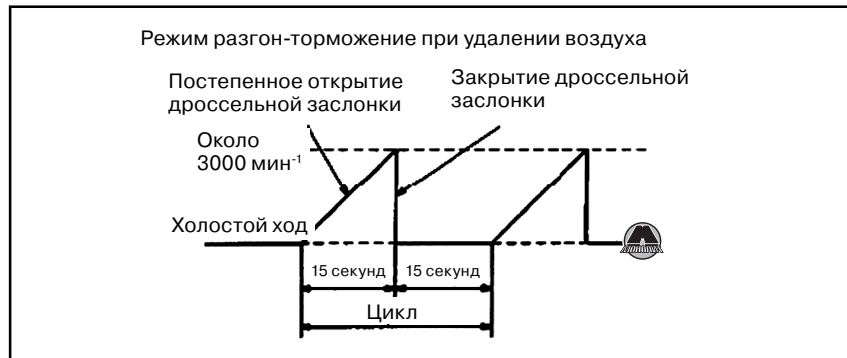 Режим разгон-торможение при удалении воздуха
Постепенное открытие
дроссельной заслонки
Закрытие дроссельной
заслонки
Около
3000 мин-1
Холостой ход
15 секунд
15 секунд
Цикл